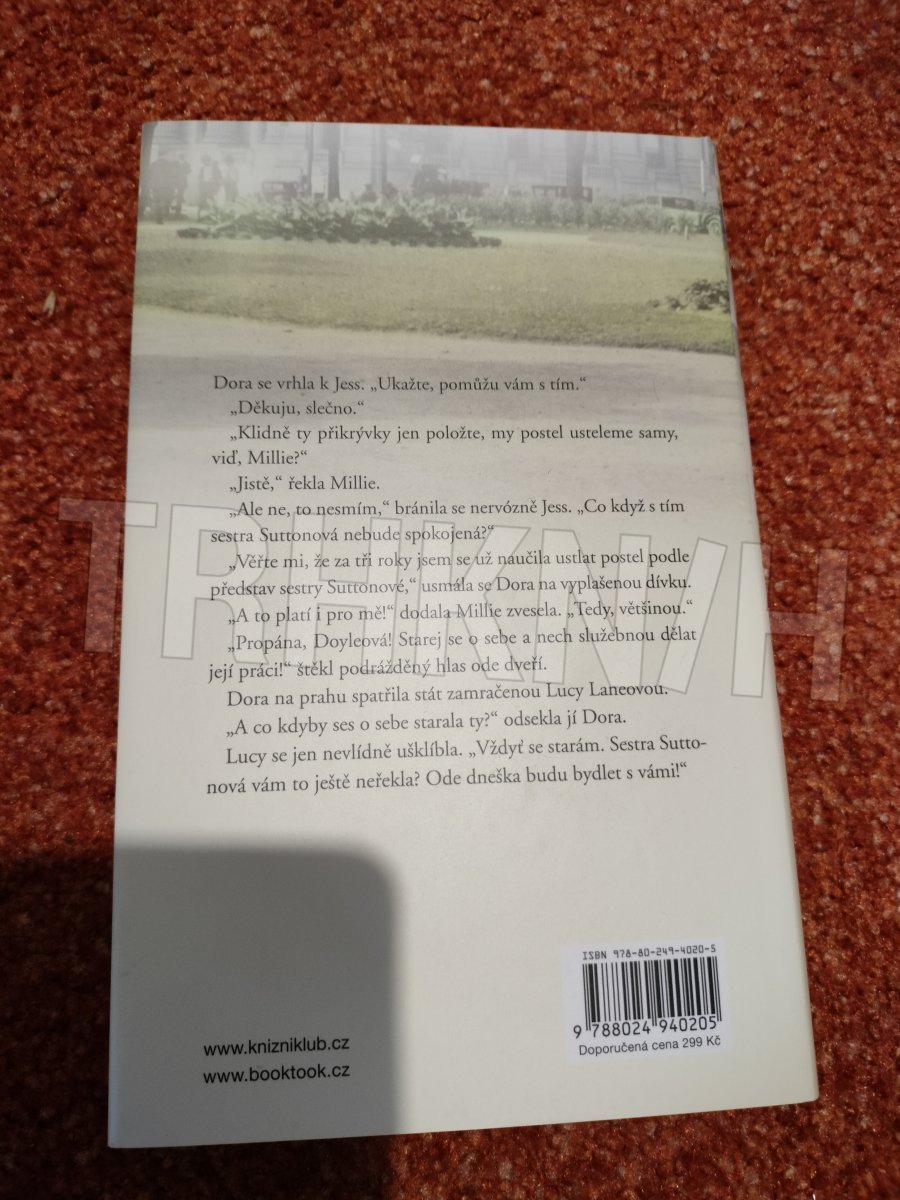 Dora se vrhla k Jess. „Ukažte, pomůžu vám s tím.“
„Děkuju, slečno.“
„Klidně ty přikrývky jen položte, my postel usteleme samy,
viď, Millie?“
„Jistě,“ řekla Millie.
„Ale ne, to nesmím,“ bránila se nervózně Jess. „Co když s tím
sestra Suttonová nebude spokojená?“
„Věřte mi, že za tři roky jsem se už naučila ustlat postel podle
představ sestry Suttonové,“ usmála se Dora na vyplašenou dívku.
„A to platí i pro mě!“ dodala Millie zvesela. „Tedy, většinou.“
„Propána, Doyleová! Starej se o sebe a nech služebnou dělat
její práci!“ štěkl podrážděný hlas ode dveří.
Dora na prahu spatřila stát zamračenou Lucy Laneovou.
„A co kdyby ses o sebe starala ty?“ odsekla jí Dora.
Lucy se jen nevlídně ušklíbla. „Vždyť se starám. Sestra Sutto-
nová vám to ještě neřekla? Ode dneška budu bydlet s vámi!“
TRHKNIH
ISBN 978-80-249-4020-5
9 788024 940205
Doporučená cena 299 Kč
www.knizniklub.cz
www.booktook.cz